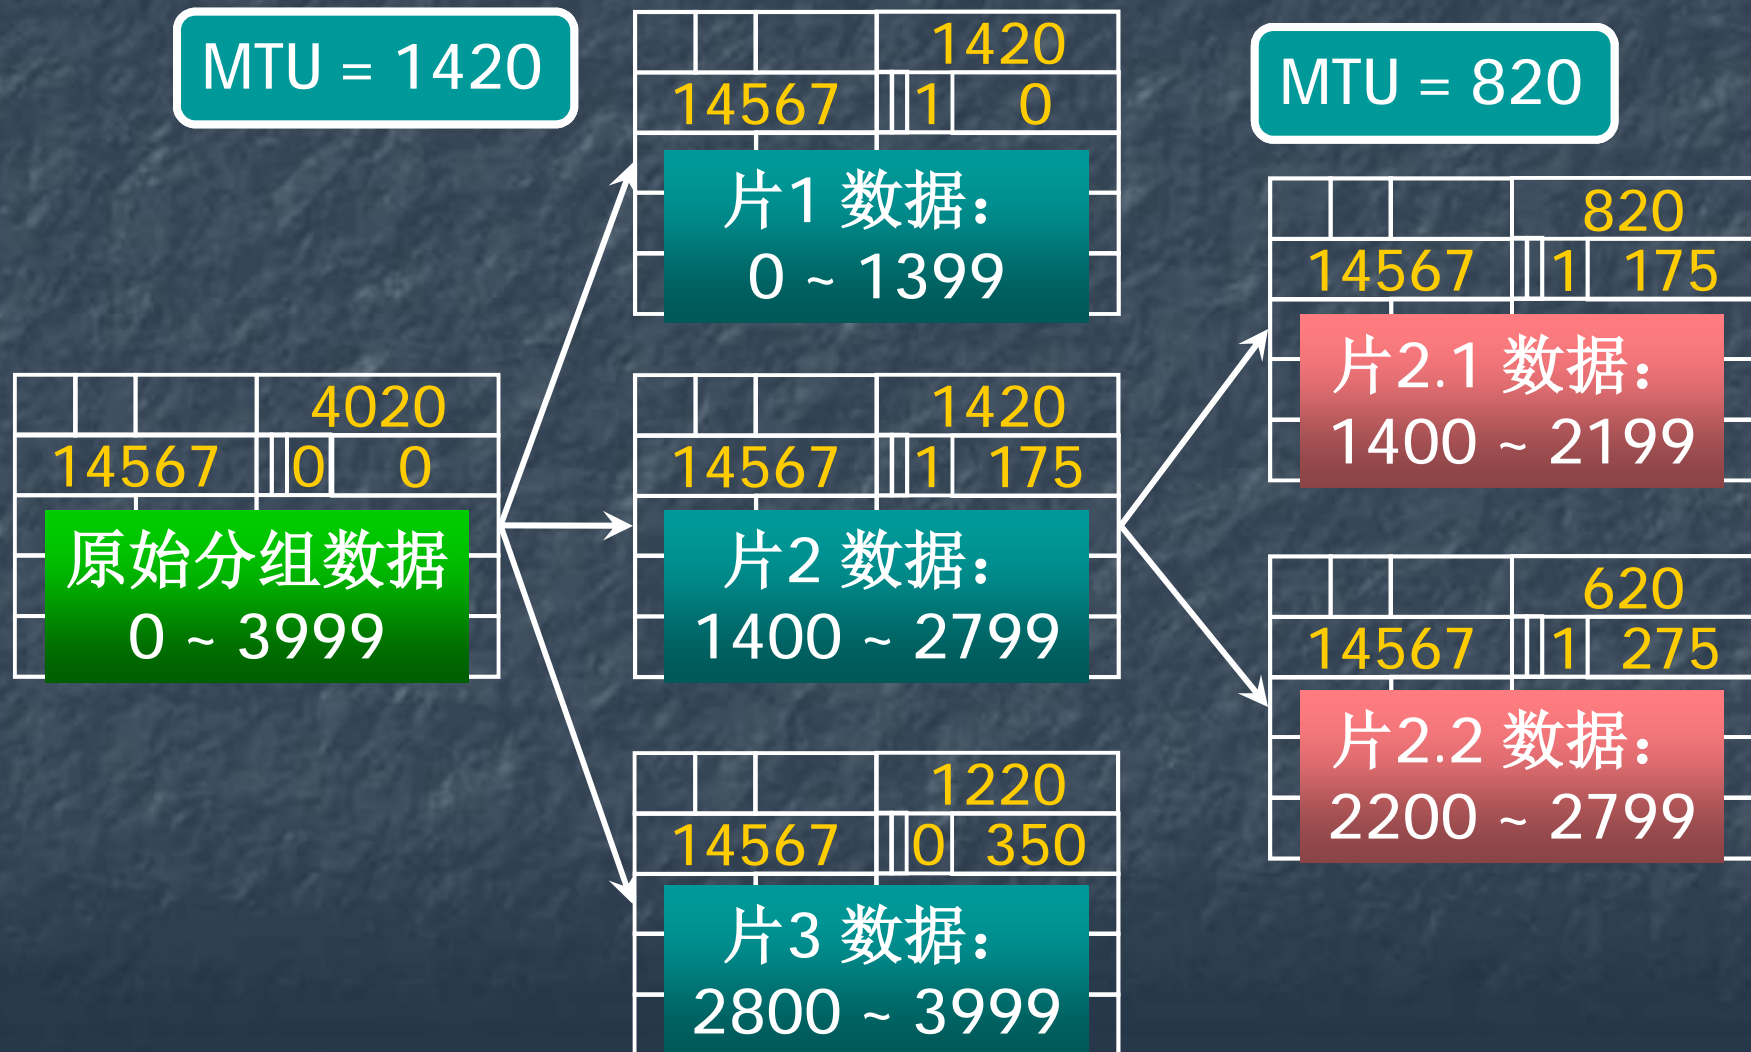 MTU = 1420
MTU = 820
4020
14567 0 0
原始分组数据
0 ~ 3999
1420
14567 1 0
片1 数据：
0 ~ 1399
1420
14567 1 175
片2 数据：
1400 ~ 2799
1220
14567 0 350
片3 数据：
2800 ~ 3999
820
14567 1 175
片2.1 数据：
1400 ~ 2199
620
14567 1 275
片2.2 数据：
2200 ~ 2799